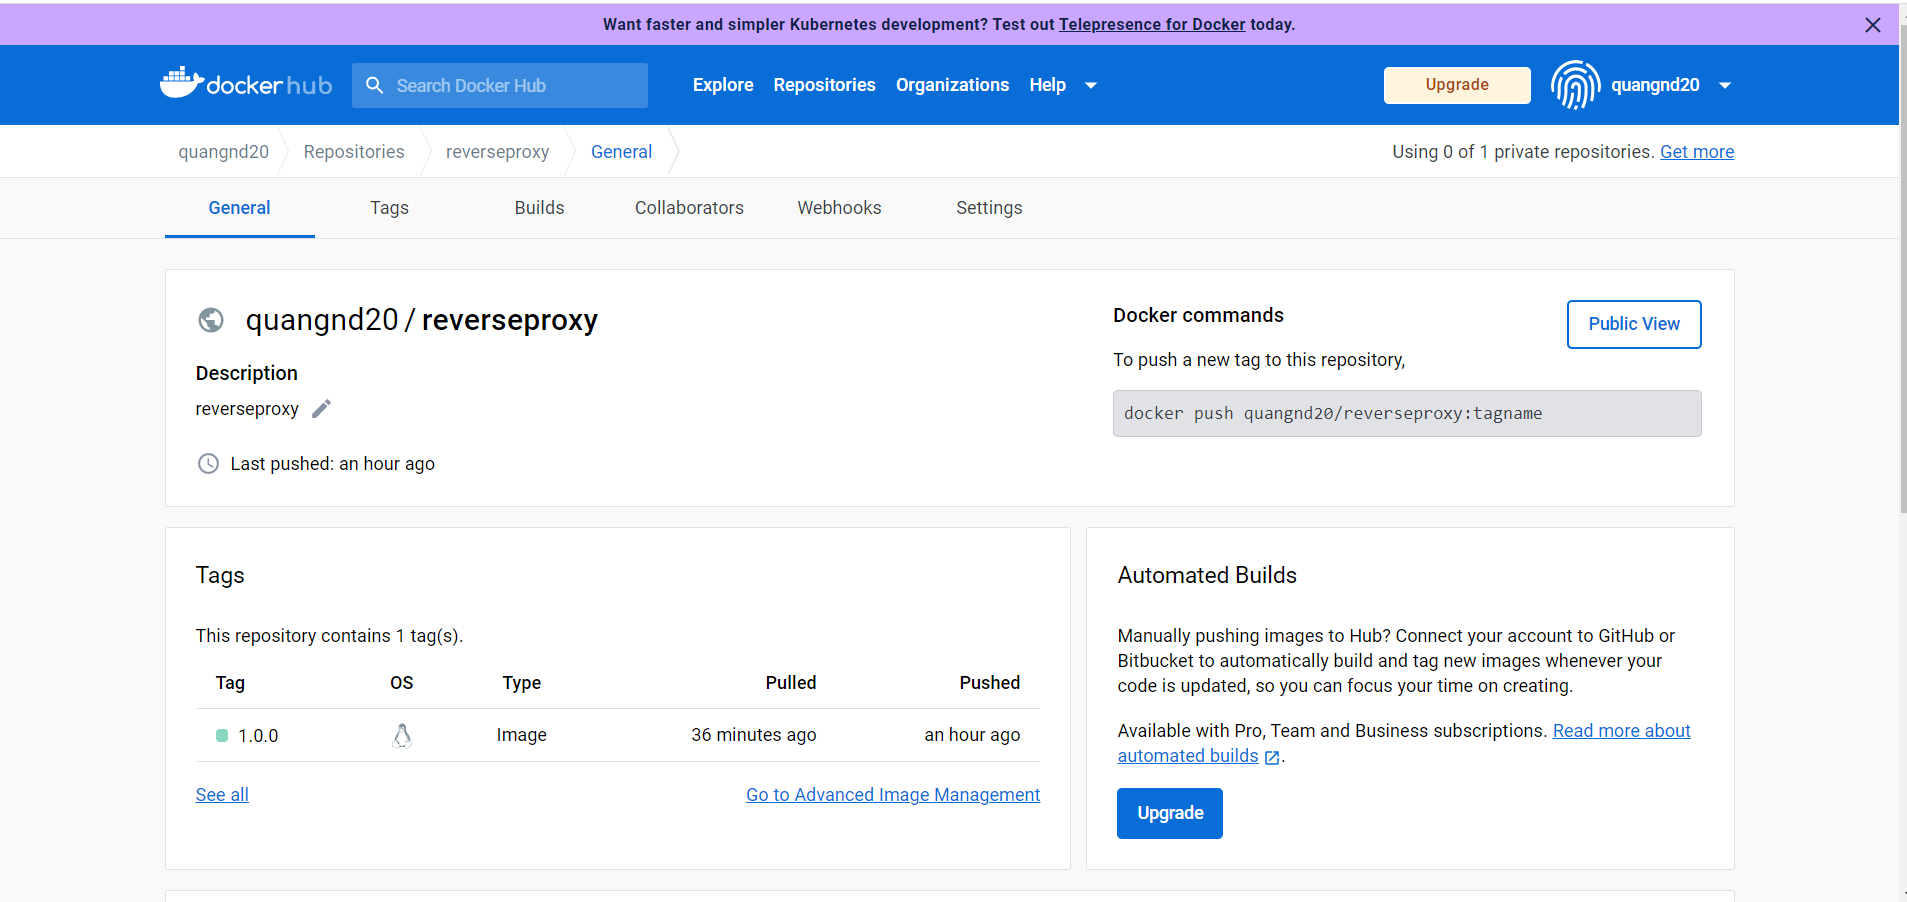 Want faster and simpler Kubernetes development? Test out Telepresence for Docker today.
dockerhub
Search Docker Hub
Explore
Repositories
Organizations
Help
Upgrade
quangnd20
quangnd20
Repositories
reverseproxy
General
Using 0 of 1 private repositories. Get more
General
Tags
Builds
Collaborators
Webhooks
Settings
quangnd20 / reverseproxy
Description
reverseproxy
Last pushed: an hour ago
Docker commands
Public View
To push a new tag to this repository,
docker push quangnd20/reverseproxy:tagname
Tags
This repository contains 1 tag(s).
Tag OS Type Pulled Pushed
1.0.0 Image 36 minutes ago an hour ago
See all
Go to Advanced Image Management
Automated Builds
Manually pushing images to Hub? Connect your account to GitHub or
Bitbucket to automatically build and tag new images whenever your
code is updated, so you can focus your time on creating.
Available with Pro, Team and Business subscriptions. Read more about
automated builds.
Upgrade